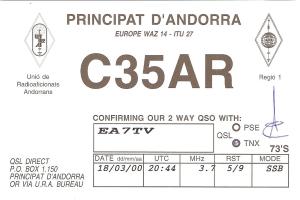 PRINCIPAT D'ANDORRA
EUROPE WAZ 14 - ITU 27
Unió de
Radioaficionats
Andorrans
C35AR
Regió 1
CONFIRMING OUR 2 WAY QSO WITH:
EA7TV
PSE
QSL
TNX
73'S
QSL DIRECT
P.O. BOX 1.150
PRINCIPAT D'ANDORRA
OR VIA U.R.A. BUREAU
DATE dd/mm/aa UTC MHz RST MODE
18/03/00 20:44 3.7 5/9 SSB